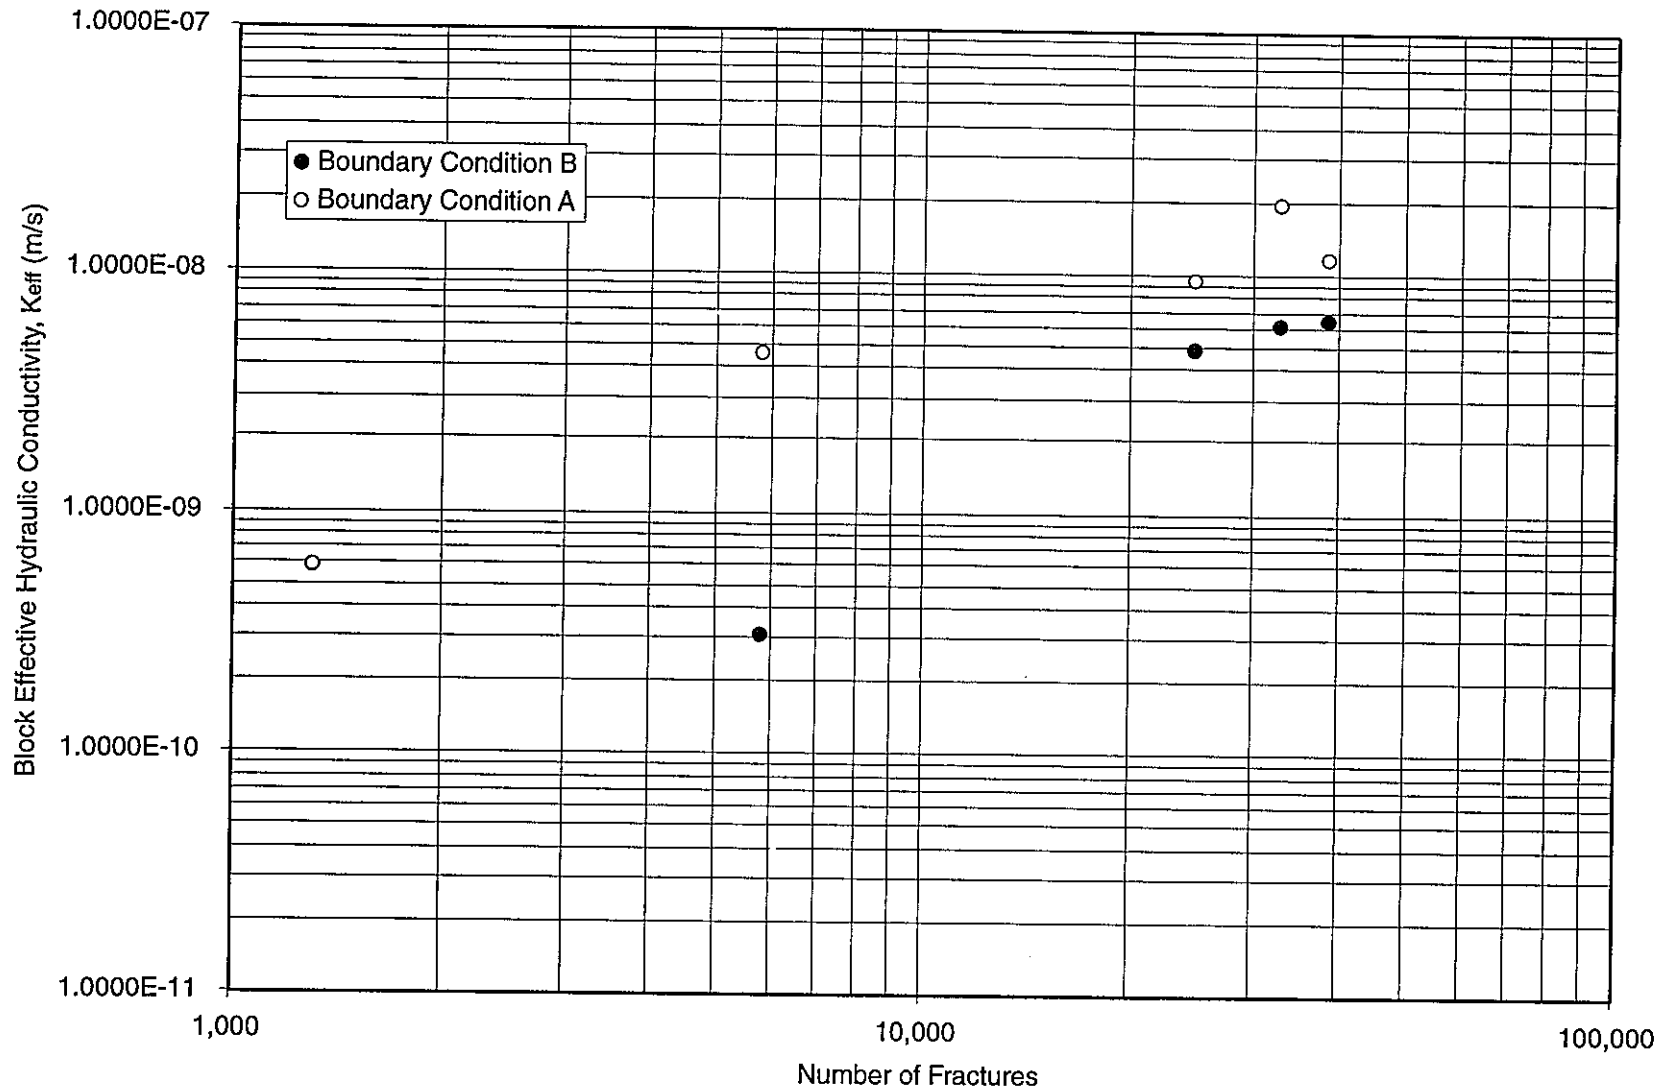 1.0000E-07
Boundary Condition B
Boundary Condition A
1.0000E-08
1.0000E-09
1.0000E-10
1.0000E-11
Block Effective Hydraulic Conductivity, Keff (m/s)
1,000
10,000
100,000
Number of Fractures